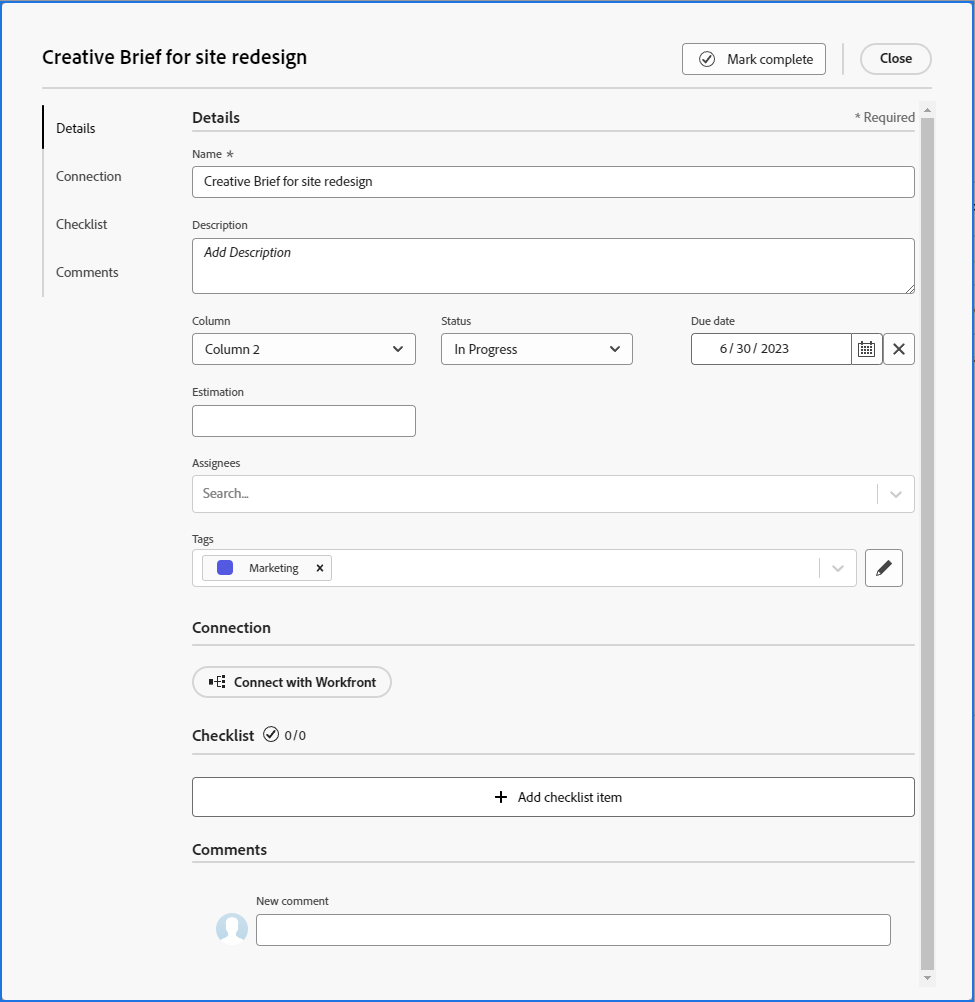 Creative Brief for site redesign
Mark complete
Close
Details
Connection
Checklist
Comments
Details
* Required
Name *
Creative Brief for site redesign
Description
Add Description
Column
Status
Due date
Column 2
In Progress
6 / 30 / 2023
Estimation
Assignees
Search...
Tags
Marketing
Connection
Connect with Workfront
Checklist 0/0
+ Add checklist item
Comments
New comment